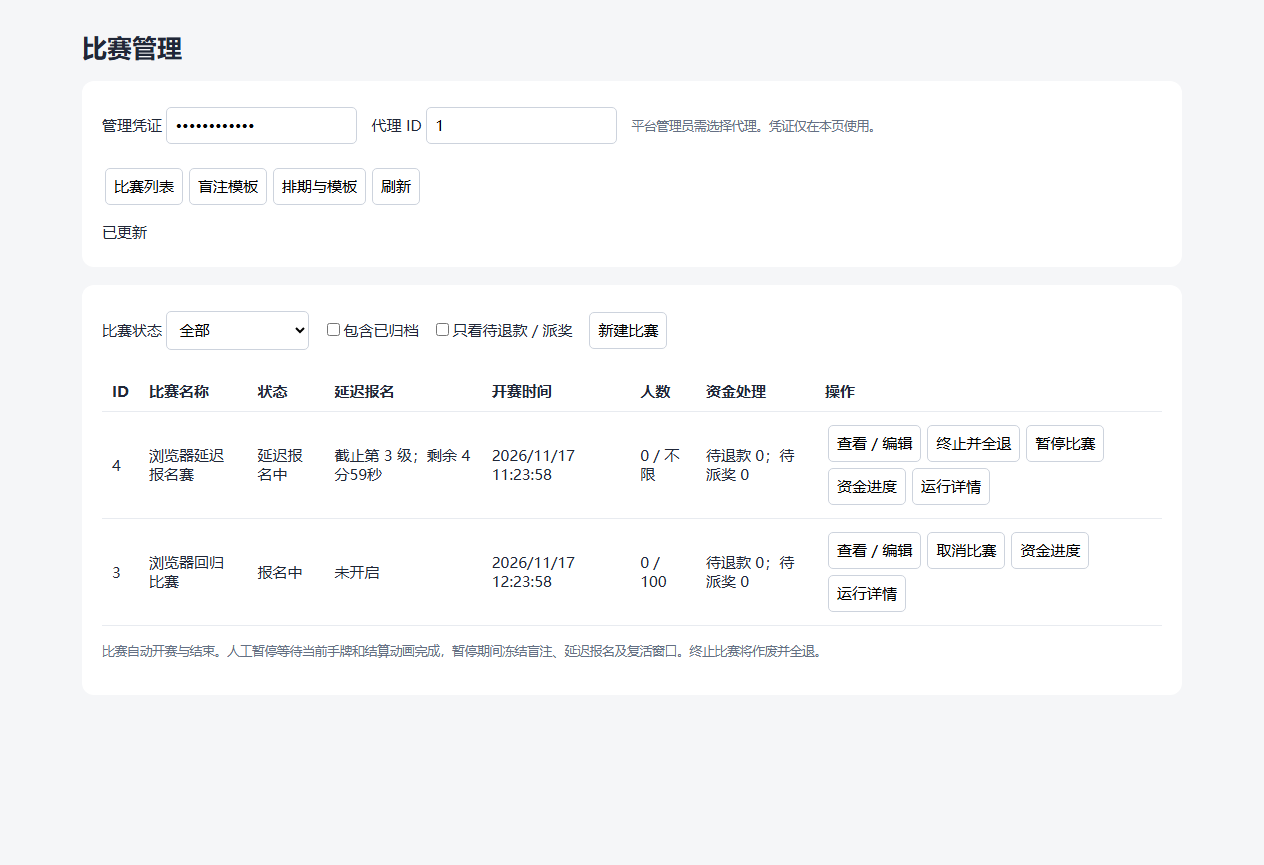 比赛管理
管理凭证 •••••••••••• 代理 ID 1 平台管理员需选择代理。凭证仅在本页使用。
比赛列表 盲注模板 排期与模板 刷新
已更新
比赛状态 全部 包含已归档 只看待退款 / 派奖 新建比赛
ID 比赛名称 状态 延迟报名 开赛时间 人数 资金处理 操作
4 浏览器延迟报名赛 延迟报名中 截止第 3 级；剩余 4分59秒 2026/11/17 11:23:58 0 / 不限 待退款 0；待派奖 0 查看 / 编辑 终止并全退 暂停比赛
资金进度 运行详情
3 浏览器回归比赛 报名中 未开启 2026/11/17 12:23:58 0 / 100 待退款 0；待派奖 0 查看 / 编辑 取消比赛 资金进度
运行详情
比赛自动开赛与结束。人工暂停等待当前手牌和结算动画完成，暂停期间冻结盲注、延迟报名及复活窗口。终止比赛将作废并全退。